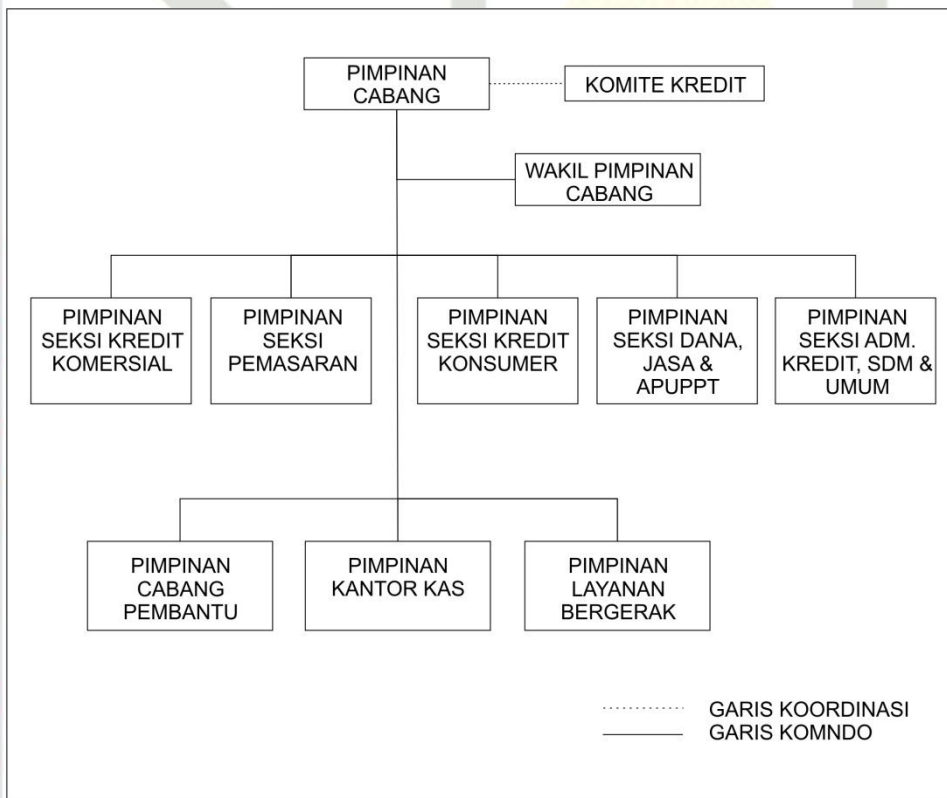 PIMPINAN
CABANG
KOMITE KREDIT
WAKIL PIMPINAN
CABANG
PIMPINAN
SEKSI KREDIT
KOMERSIAL
PIMPINAN
SEKSI
PEMASARAN
PIMPINAN
SEKSI KREDIT
KONSUMER
PIMPINAN
SEKSI DANA,
JASA &
APUPPT
PIMPINAN
SEKSI ADM.
KREDIT, SDM &
UMUM
PIMPINAN
CABANG
PEMBANTU
PIMPINAN
KANTOR KAS
PIMPINAN
LAYANAN
BERGERAK
GARIS KOORDINASI
GARIS KOMNDO